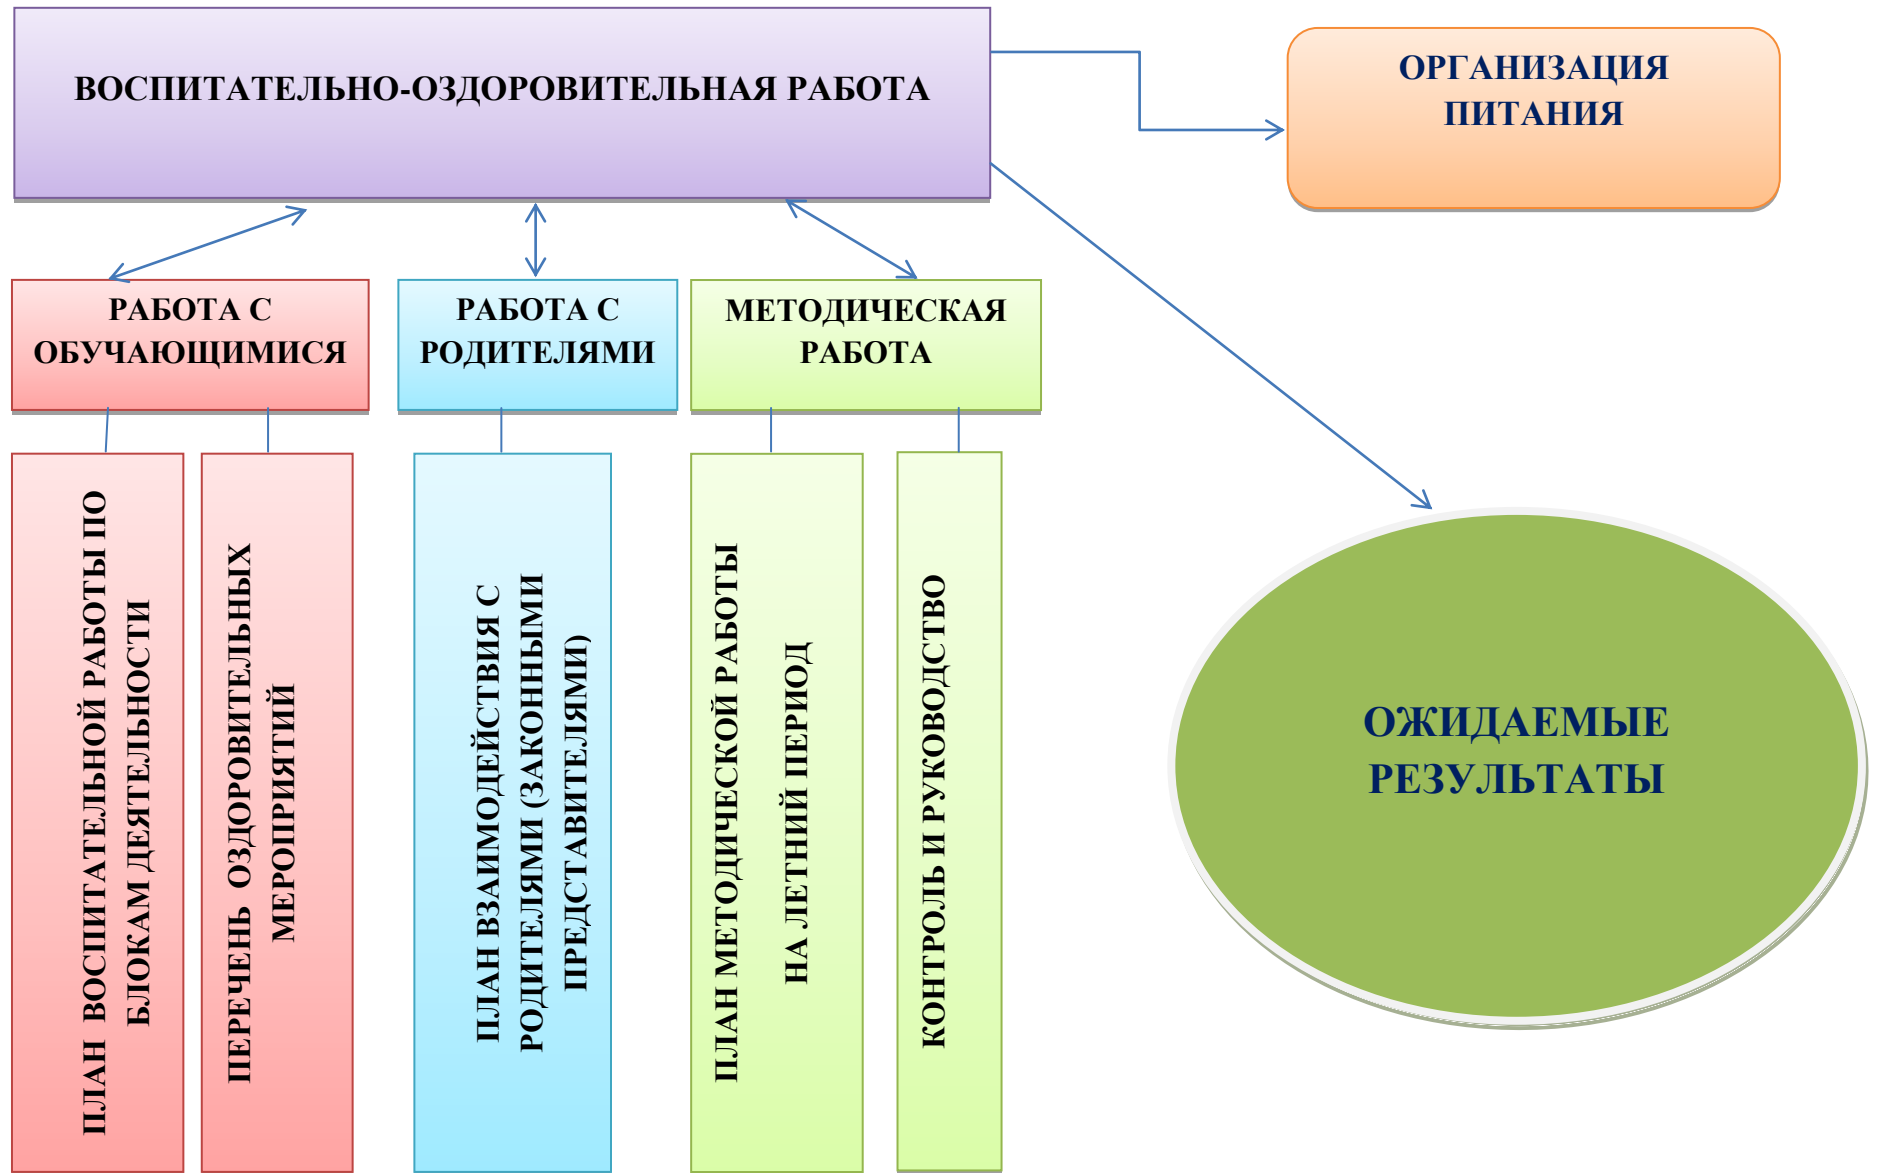 ВОСПИТАТЕЛЬНО-ОЗДОРОВИТЕЛЬНАЯ РАБОТА
ОРГАНИЗАЦИЯ
ПИТАНИЯ
РАБОТА С
ОБУЧАЮЩИМИСЯ
РАБОТА С
РОДИТЕЛЯМИ
МЕТОДИЧЕСКАЯ
РАБОТА
ПЛАН ВОСПИТАТЕЛЬНОЙ РАБОТЫ ПО
БЛОКАМ ДЕЯТЕЛЬНОСТИ
ПЕРЕЧЕНЬ ОЗДОРОВИТЕЛЬНЫХ
МЕРОПРИЯТИЙ
ПЛАН ВЗАИМОДЕЙСТВИЯ С
РОДИТЕЛЯМИ (ЗАКОННЫМИ
ПРЕДСТАВИТЕЛЯМИ)
ПЛАН МЕТОДИЧЕСКОЙ РАБОТЫ
НА ЛЕТНИЙ ПЕРИОД
КОНТРОЛЬ И РУКОВОДСТВО
ОЖИДАЕМЫЕ
РЕЗУЛЬТАТЫ